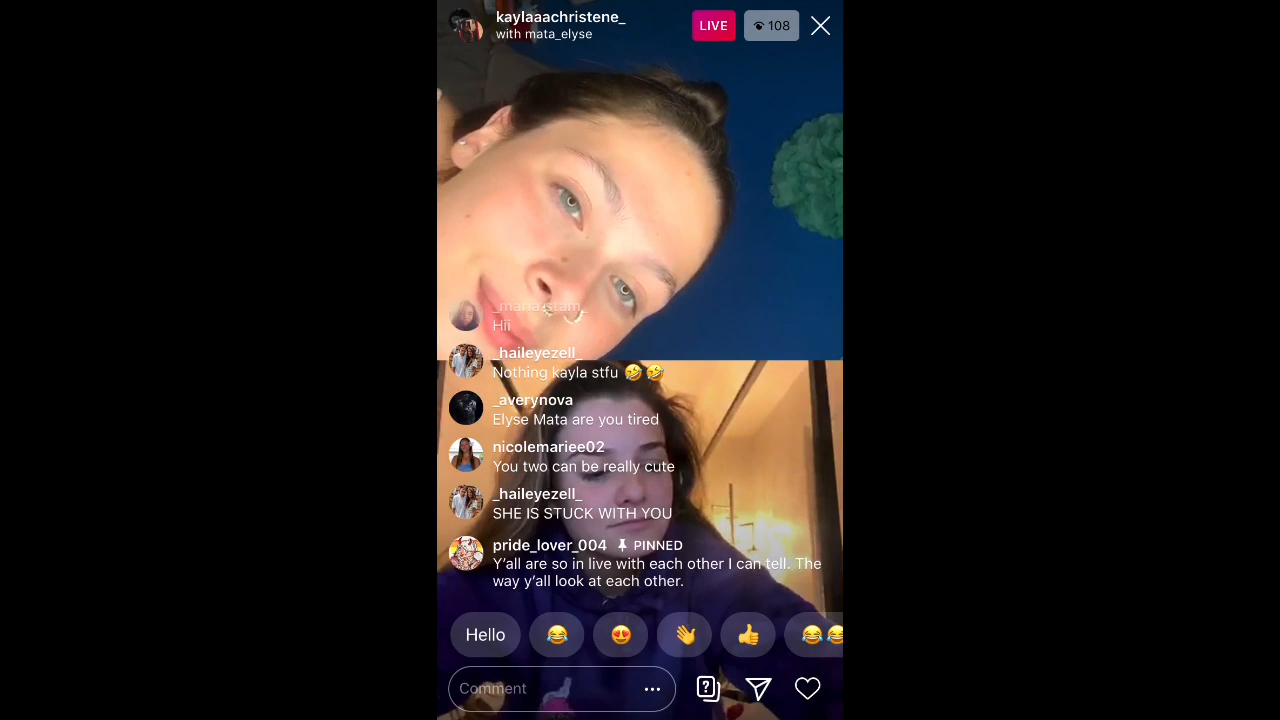 kaylaaachristene_
with mata_elyse
LIVE
108
_maria.stam_
Hii
_haileyezell_
Nothing kayla stfu 🤣🤣
_averynova
Elyse Mata are you tired
nicolemariee02
You two can be really cute
_haileyezell_
SHE IS STUCK WITH YOU
pride_lover_004 PINNED
Y'all are so in live with each other I can tell. The
way y'all look at each other.
Hello 😂 😍 👋 👍 😂😂
Comment